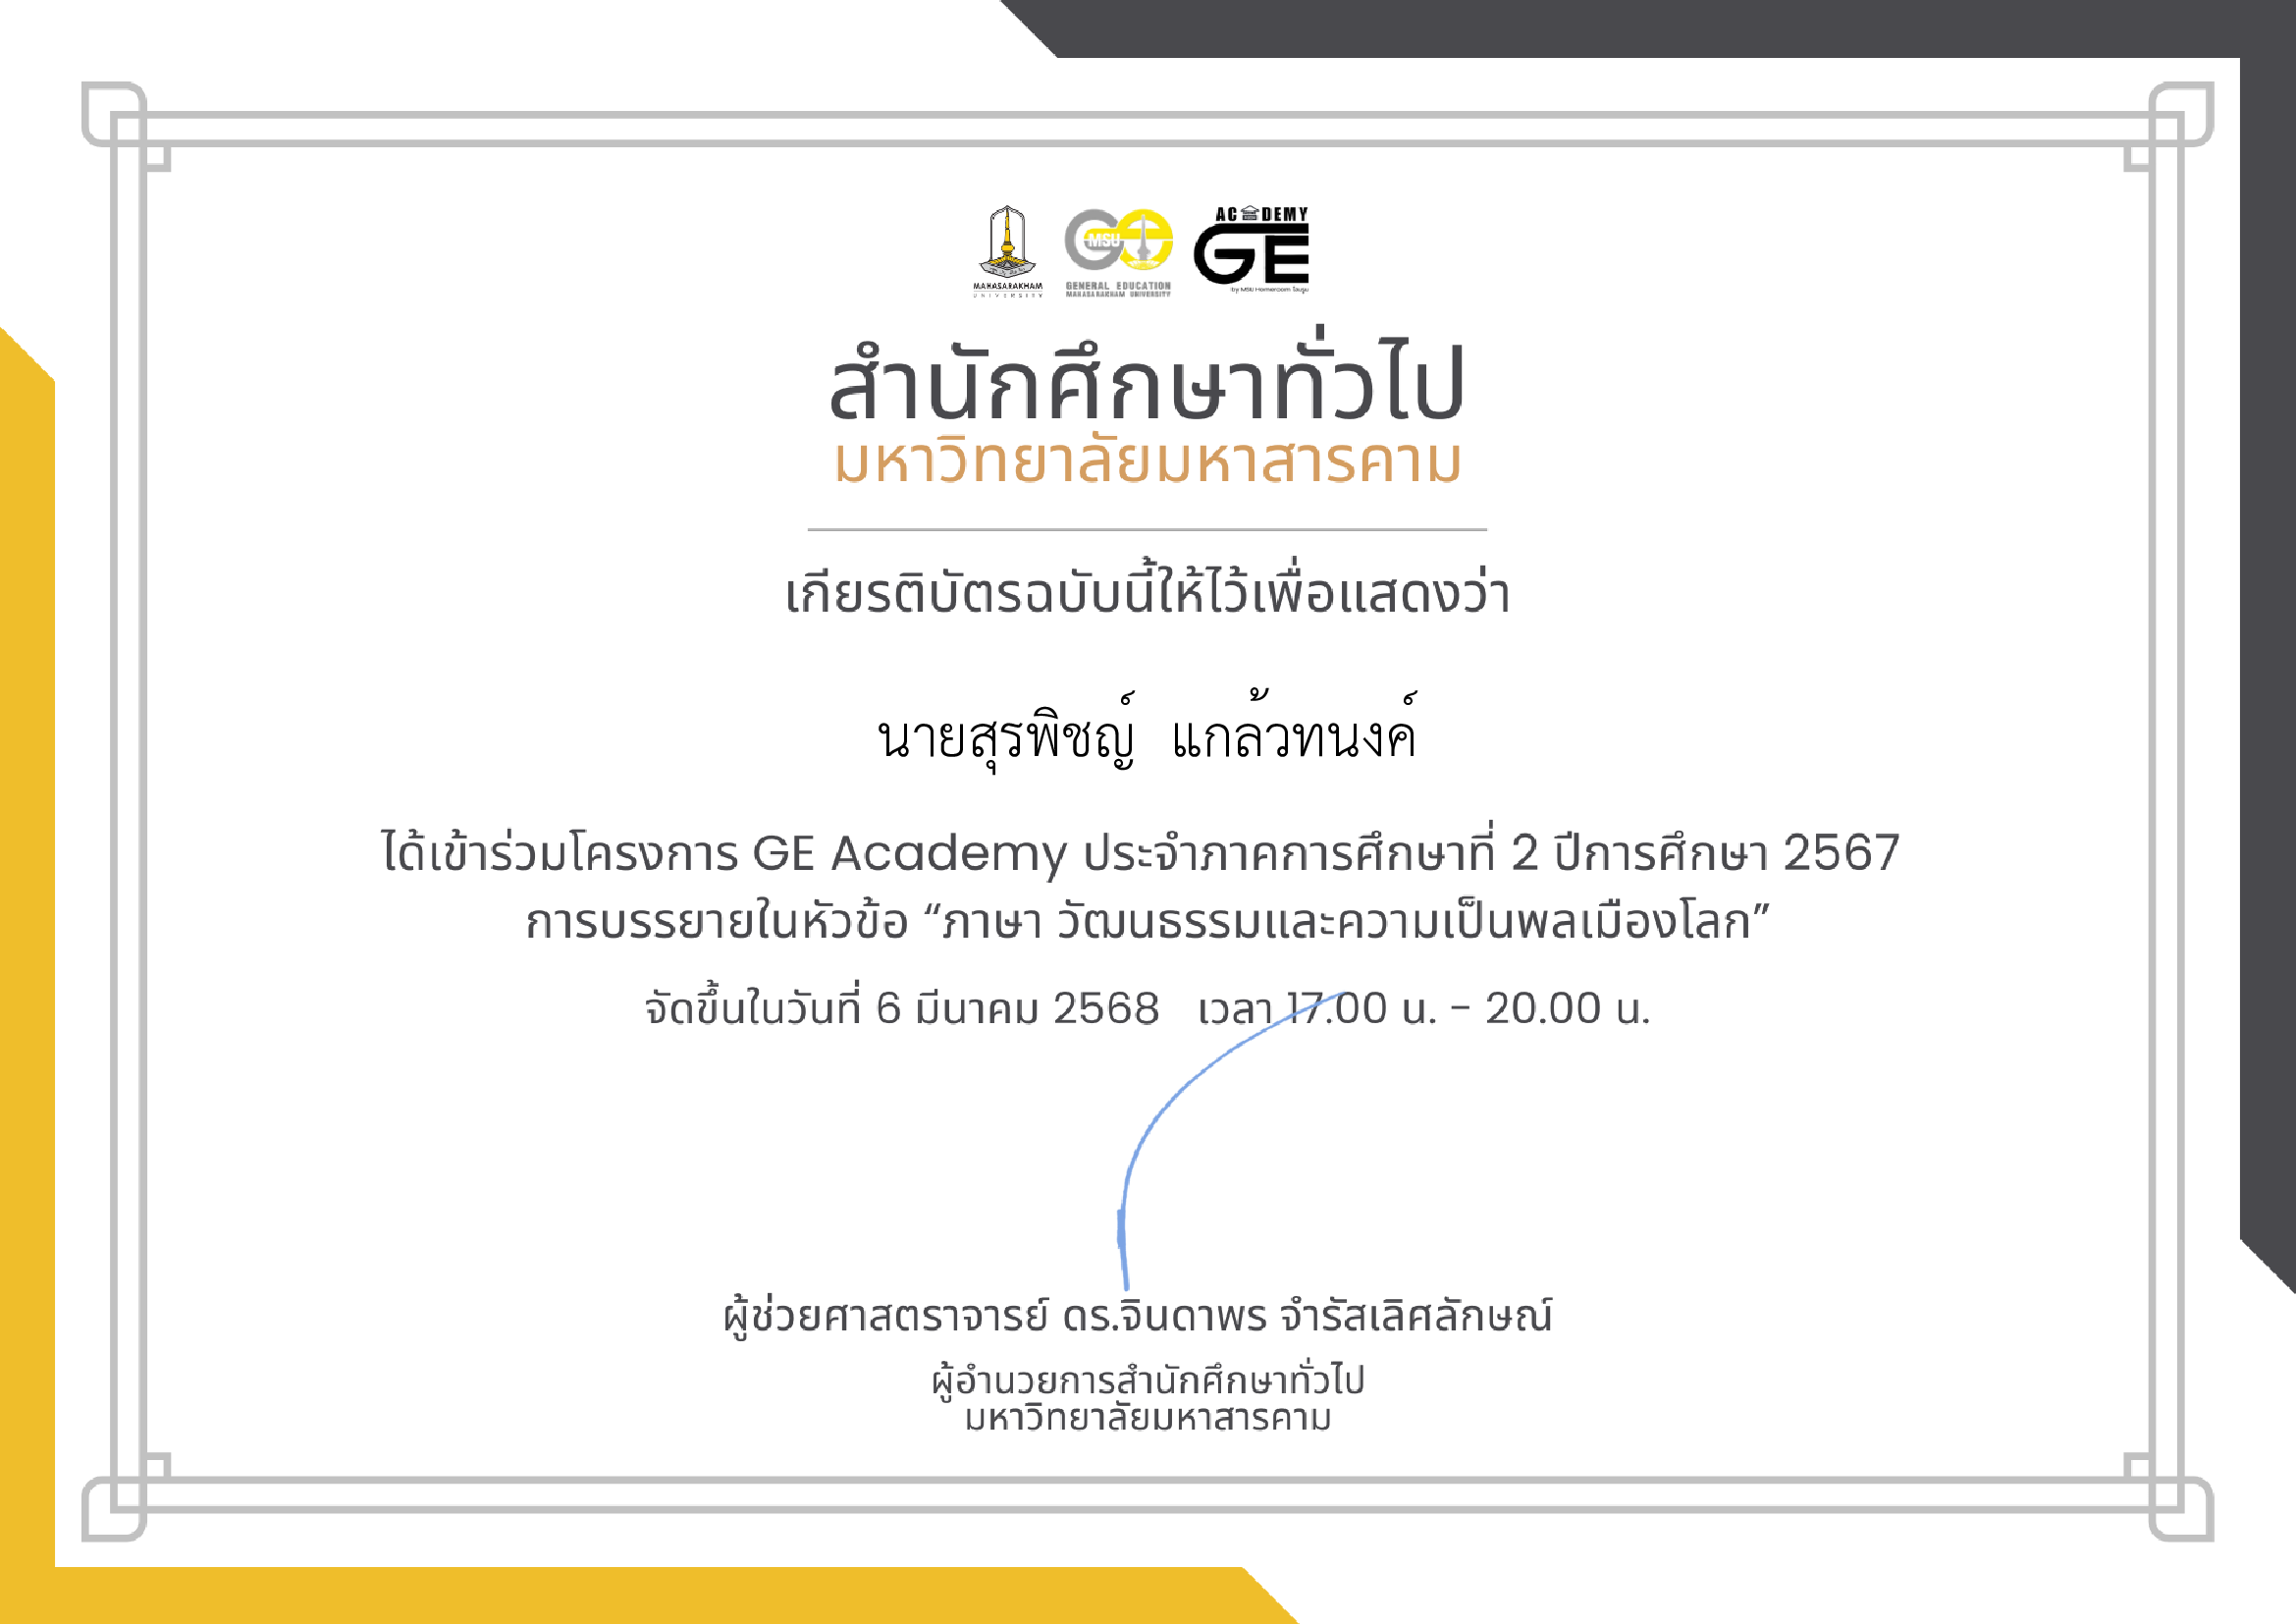 MAHASARAKHAM
UNIVERSITY
MSU
GENERAL EDUCATION
MAHASARAKHAM UNIVERSITY
ACADEMY
GE
by MSU Homeroom
สำนักศึกษาทั่วไป
มหาวิทยาลัยมหาสารคาม
เกียรติบัตรฉบับนี้ให้ไว้เพื่อแสดงว่า
นายสุรพิชญ์ แกล้วทนงค์
ได้เข้าร่วมโครงการ GE Academy ประจำภาคการศึกษาที่ 2 ปีการศึกษา 2567
การบรรยายในหัวข้อ “ภาษา วัฒนธรรมและความเป็นพลเมืองโลก”
จัดขึ้นในวันที่ 6 มีนาคม 2568 เวลา 17.00 น. - 20.00 น.
ผู้ช่วยศาสตราจารย์ ดร.จินดาพร จำรัสเลิศลักษณ์
ผู้อำนวยการสำนักศึกษาทั่วไป
มหาวิทยาลัยมหาสารคาม